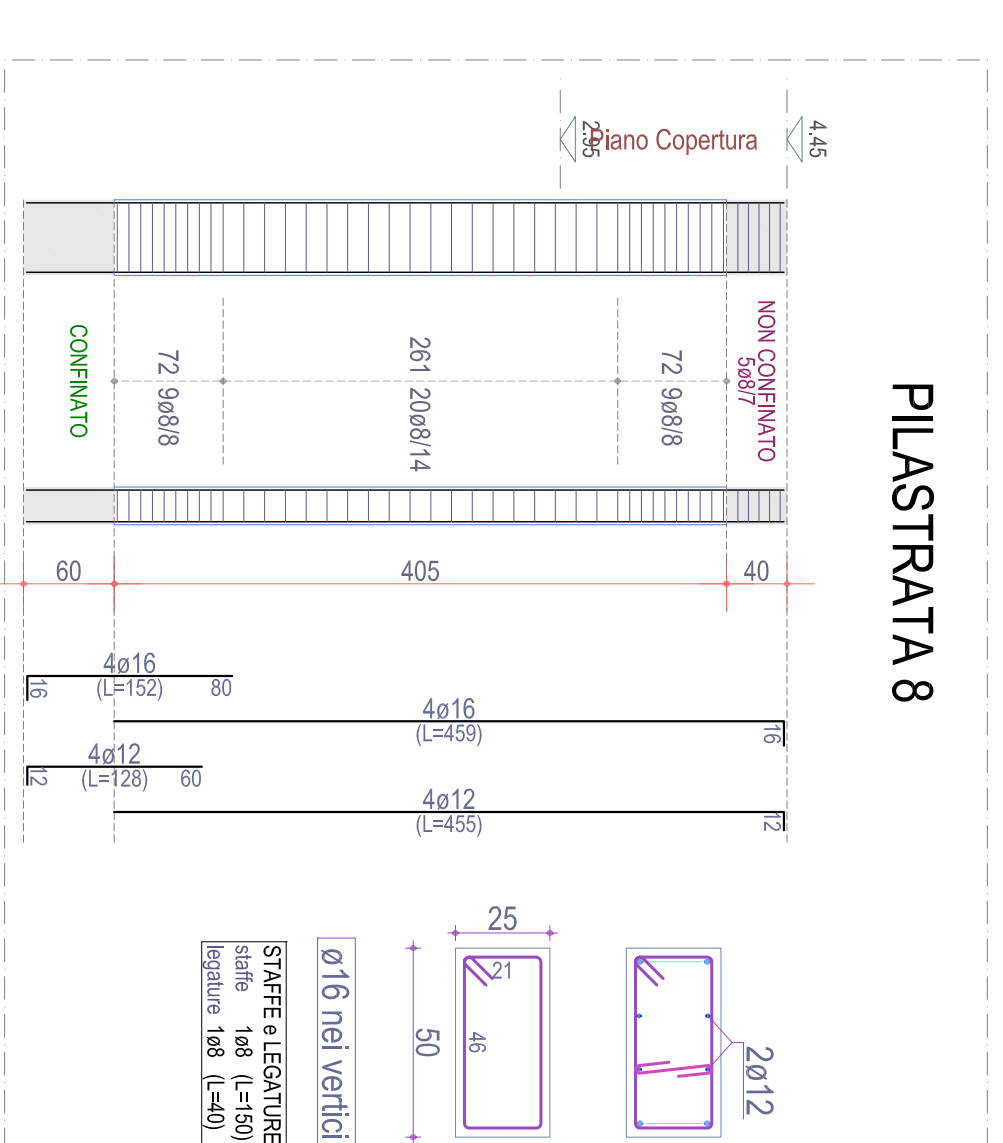 PILASTRATA 8
4.45
Piano Copertura
2.95
NON CONFINATO
5ø8/7
72 9ø8/8
261 20ø8/14
72 9ø8/8
CONFINATO
60
405
40
4ø16
(L=152)
16
80
4ø16
(L=459)
16
4ø12
(L=128)
12
60
4ø12
(L=455)
12
2ø12
25
21
46
50
ø16 nei vertici
STAFFE e LEGATURE
staffe 1ø8 (L=150)
legature 1ø8 (L=40)